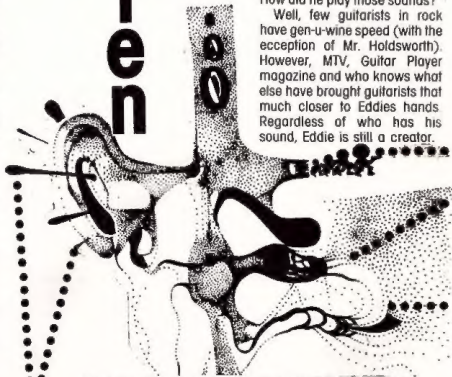 en
How did he play those sounds?
Well, few guitarists in rock
have gen-u-wine speed (with the
ecception of Mr. Holdsworth).
However, MTV, Guitar Player
magazine and who knows what
else have brought guitarists that
much closer to Eddies hands.
Regardless of who has his
sound, Eddie is still a creator.